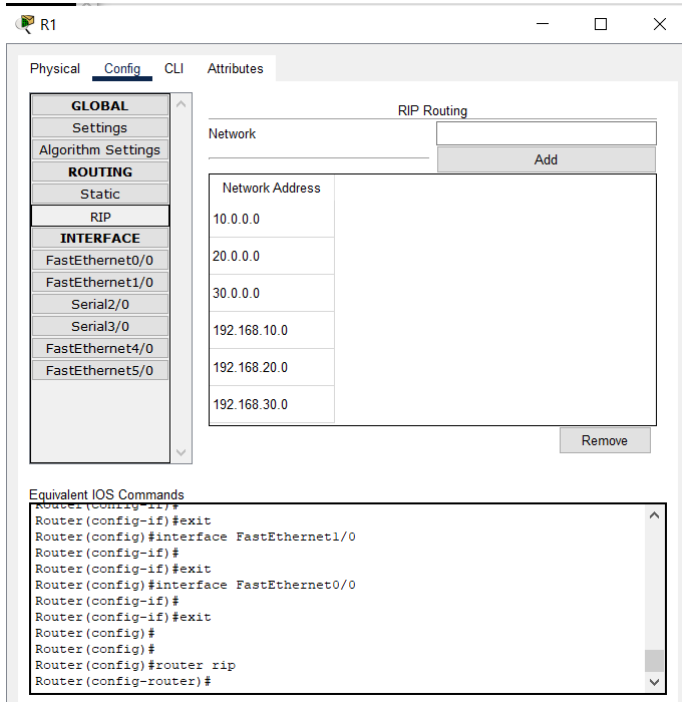 R1
Physical Config CLI Attributes
GLOBAL
Settings
Algorithm Settings
ROUTING
Static
RIP
INTERFACE
FastEthernet0/0
FastEthernet1/0
Serial2/0
Serial3/0
FastEthernet4/0
FastEthernet5/0
RIP Routing
Network
Add
Network Address
10.0.0.0
20.0.0.0
30.0.0.0
192.168.10.0
192.168.20.0
192.168.30.0
Remove
Equivalent IOS Commands
Router(config-if)#
Router(config-if)#exit
Router(config)#interface FastEthernet1/0
Router(config-if)#
Router(config-if)#exit
Router(config)#interface FastEthernet0/0
Router(config-if)#
Router(config-if)#exit
Router(config)#
Router(config)#
Router(config)#router rip
Router(config-router)#